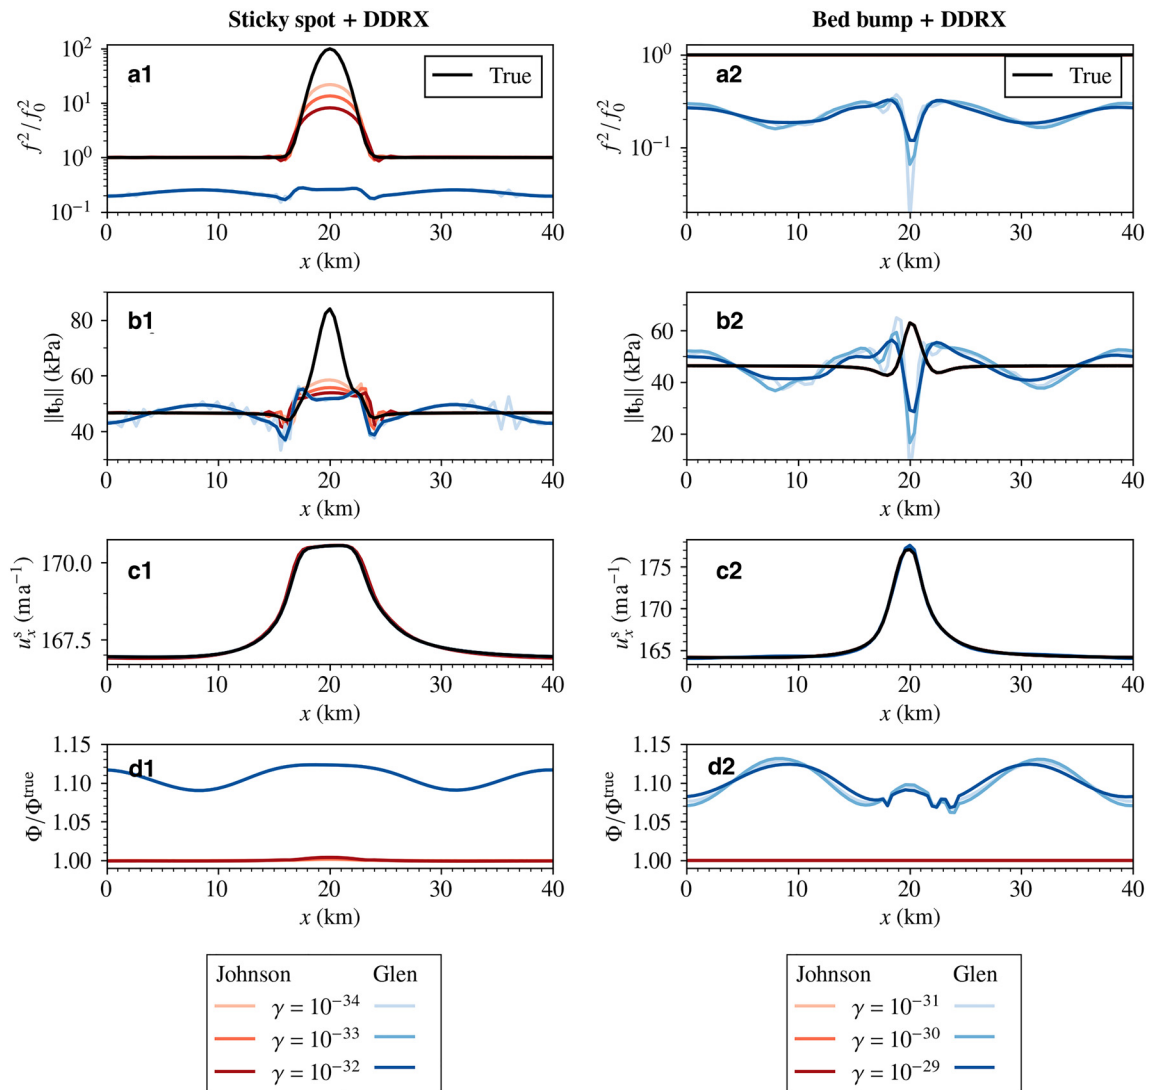 Sticky spot + DDRX
Bed bump + DDRX
a1
True
f²/f₀²
10²
10¹
10⁰
10⁻¹
0 10 20 30 40
x (km)
a2
True
f²/f₀²
10⁰
10⁻¹
0 10 20 30 40
x (km)
b1
||t_b|| (kPa)
80
60
40
0 10 20 30 40
x (km)
b2
||t_b|| (kPa)
60
40
20
0 10 20 30 40
x (km)
c1
uₓˢ (m a⁻¹)
170.0
167.5
0 10 20 30 40
x (km)
c2
uₓˢ (m a⁻¹)
175
170
165
0 10 20 30 40
x (km)
d1
Φ/Φᵗʳᵘᵉ
1.15
1.10
1.05
1.00
0 10 20 30 40
x (km)
d2
Φ/Φᵗʳᵘᵉ
1.15
1.10
1.05
1.00
0 10 20 30 40
x (km)
Johnson Glen
γ = 10⁻³⁴
γ = 10⁻³³
γ = 10⁻³²
Johnson Glen
γ = 10⁻³¹
γ = 10⁻³⁰
γ = 10⁻²⁹